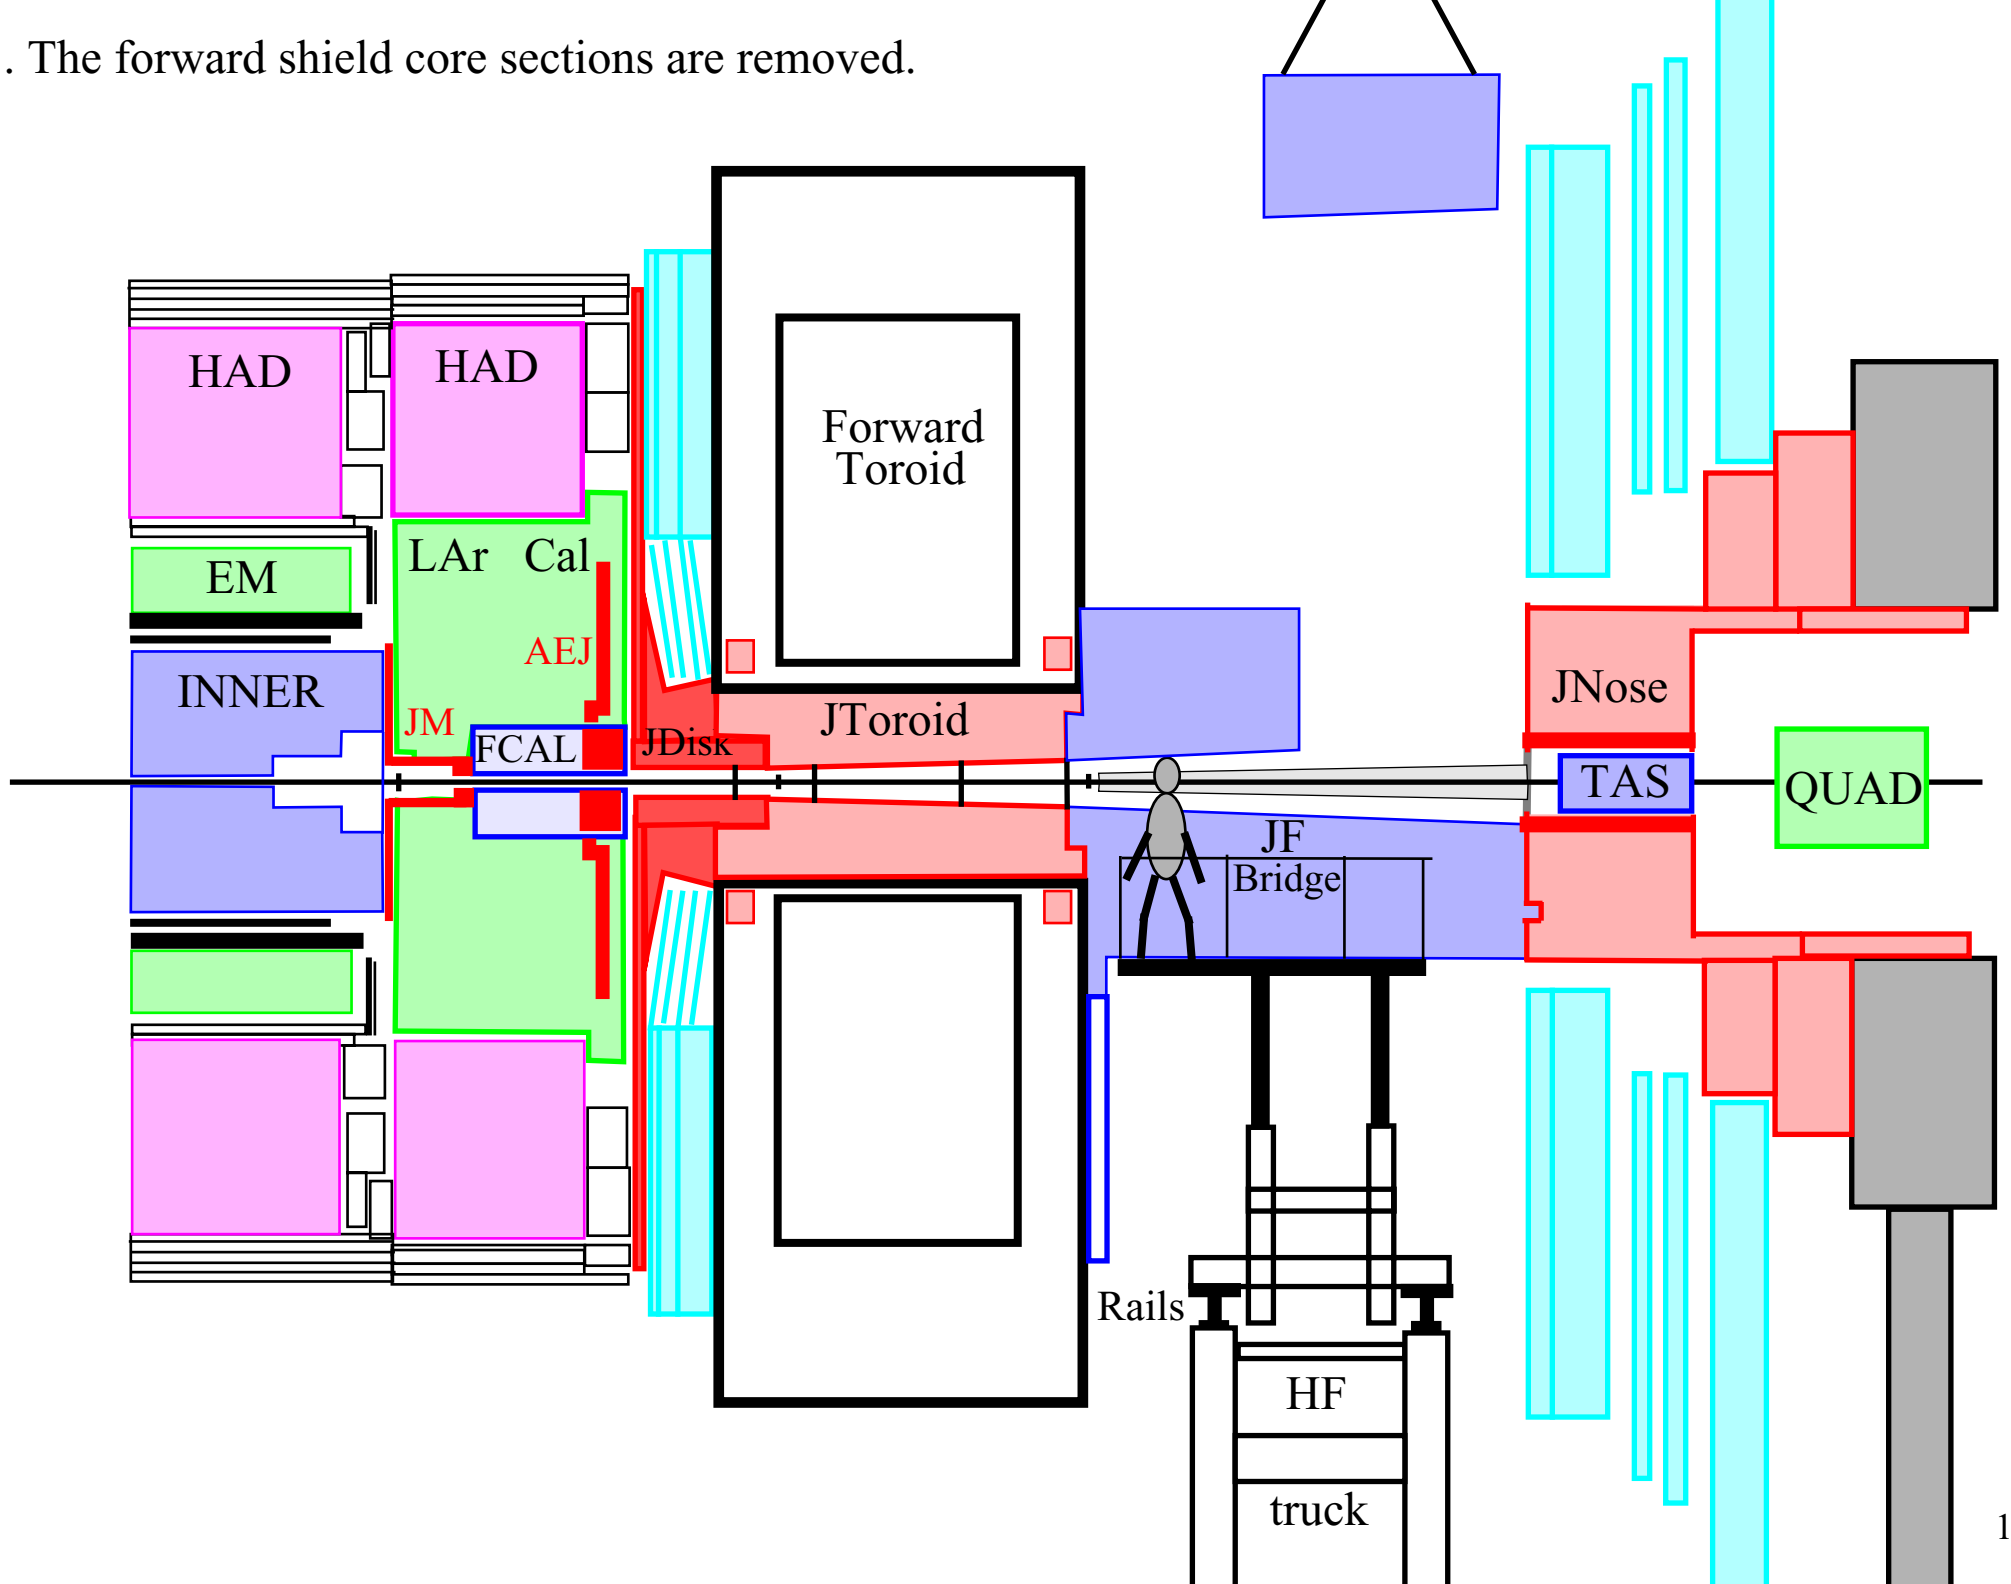 . The forward shield core sections are removed.
HAD
HAD
Forward
Toroid
LAr Cal
EM
AEJ
INNER
JM
FCAL
JDisk
JToroid
JNose
TAS
QUAD
JF
Bridge
Rails
HF
truck
1